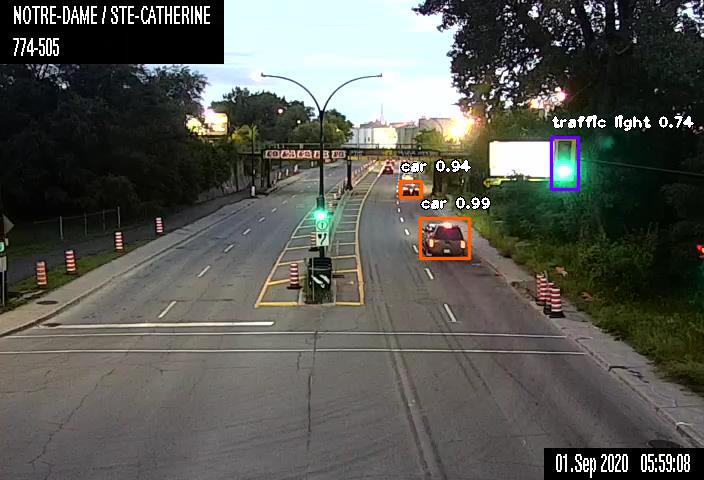 NOTRE-DAME / STE-CATHERINE
774-505
traffic light 0.74
car 0.94
car 0.99
01.Sep 2020 05:59:08